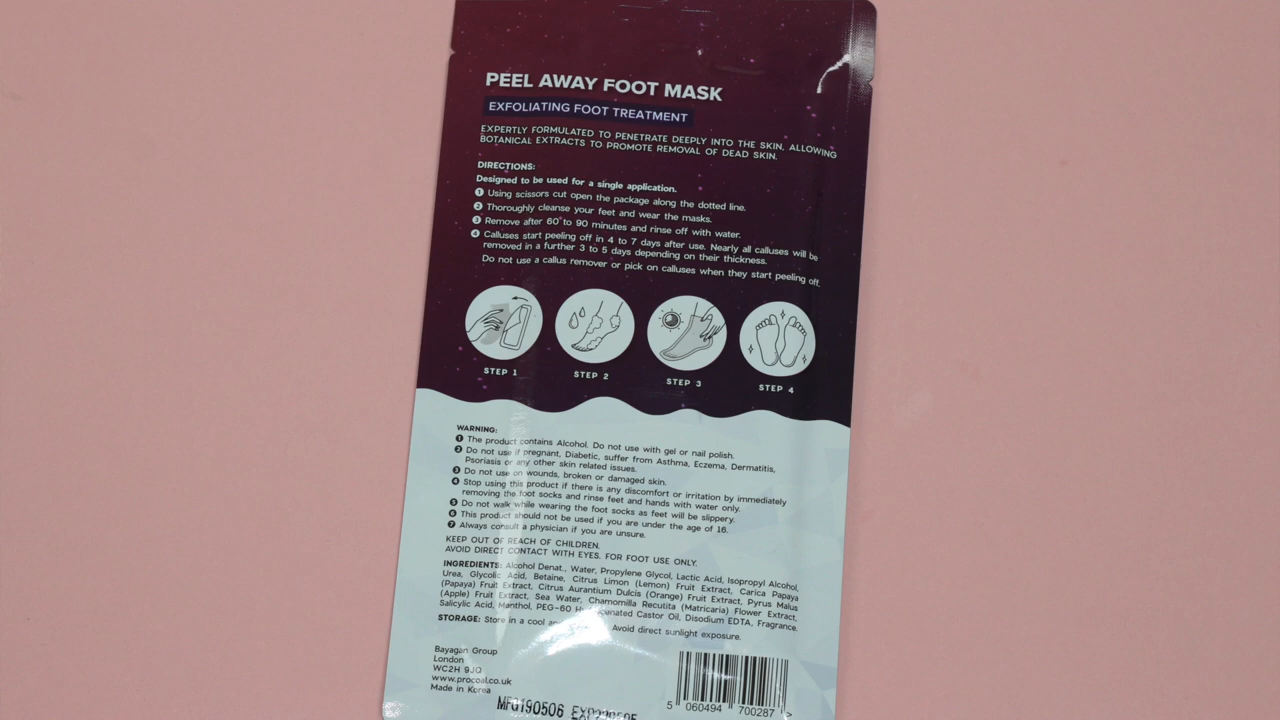 PEEL AWAY FOOT MASK
EXFOLIATING FOOT TREATMENT
EXPERTLY FORMULATED TO PENETRATE DEEPLY INTO THE SKIN, ALLOWING
BOTANICAL EXTRACTS TO PROMOTE REMOVAL OF DEAD SKIN.
DIRECTIONS:
Designed to be used for a single application.
1 Using scissors cut open the package along the dotted line.
2 Thoroughly cleanse your feet and wear the masks.
3 Remove after 60 to 90 minutes and rinse off with water.
4 Calluses start peeling off in 4 to 7 days after use. Nearly all calluses will be
removed in a further 3 to 5 days depending on their thickness.
Do not use a callus remover or pick on calluses when they start peeling off.
STEP 1 STEP 2 STEP 3 STEP 4
WARNING:
1 The product contains Alcohol. Do not use with gel or nail polish.
2 Do not use if pregnant, Diabetic, suffer from Asthma, Eczema, Dermatitis,
Psoriasis or any other skin related issues.
3 Do not use on wounds, broken or damaged skin.
4 Stop using this product if there is any discomfort or irritation by immediately
removing the foot socks and rinse feet and hands with water only.
5 Do not walk while wearing the foot socks as feet will be slippery.
6 This product should not be used if you are under the age of 16.
7 Always consult a physician if you are unsure.
KEEP OUT OF REACH OF CHILDREN.
AVOID DIRECT CONTACT WITH EYES. FOR FOOT USE ONLY.
INGREDIENTS: Alcohol Denat., Water, Propylene Glycol, Lactic Acid, Isopropyl Alcohol,
Urea, Glycolic Acid, Betaine, Citrus Limon (Lemon) Fruit Extract, Carica Papaya
(Papaya) Fruit Extract, Citrus Aurantium Dulcis (Orange) Fruit Extract, Pyrus Malus
(Apple) Fruit Extract, Sea Water, Chamomilla Recutita (Matricaria) Flower Extract,
Salicylic Acid, Menthol, PEG-60 Hydrogenated Castor Oil, Disodium EDTA, Fragrance.
STORAGE: Store in a cool Avoid direct sunlight exposure.
Bayagan Group
London
WC2H 9JQ
www.procoal.co.uk
Made in Korea
MFG190506
5 060494 700287 >